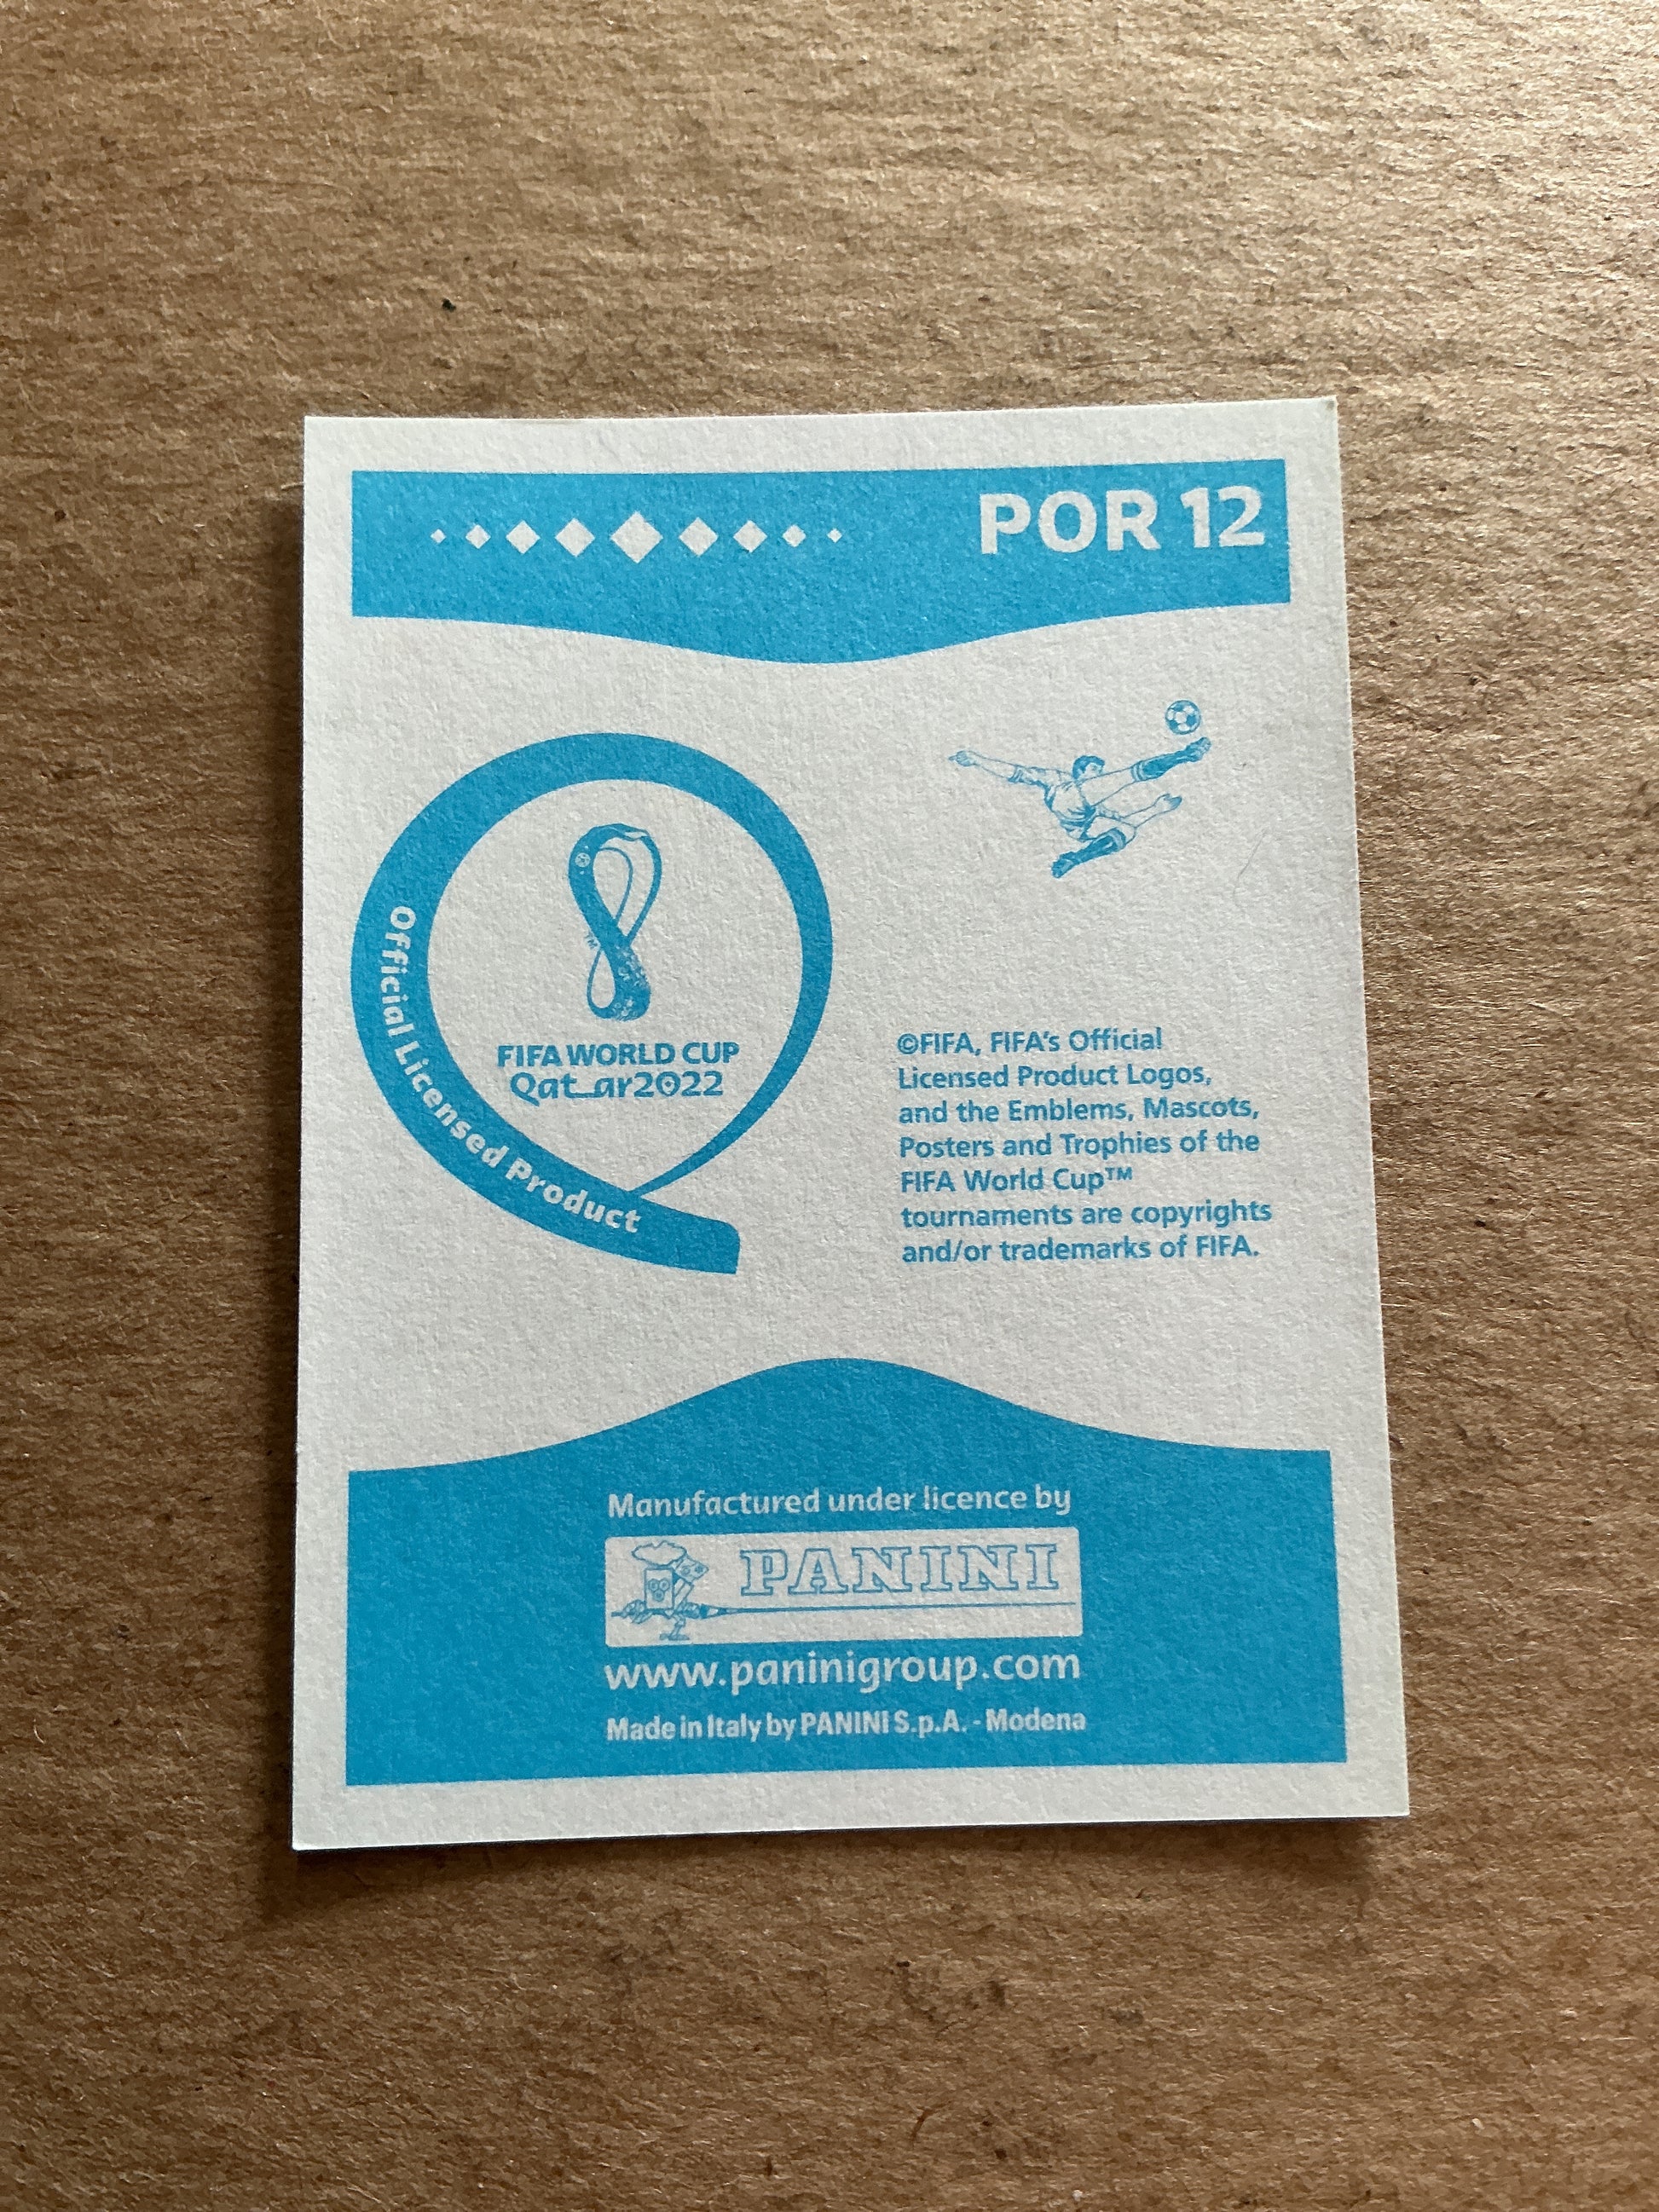 POR 12
Official Licensed Product
FIFA WORLD CUP
Qatar2022
©FIFA, FIFA's Official
Licensed Product Logos,
and the Emblems, Mascots,
Posters and Trophies of the
FIFA World Cup™
tournaments are copyrights
and/or trademarks of FIFA.
Manufactured under licence by
PANINI
www.paninigroup.com
Made in Italy by PANINI S.p.A. - Modena